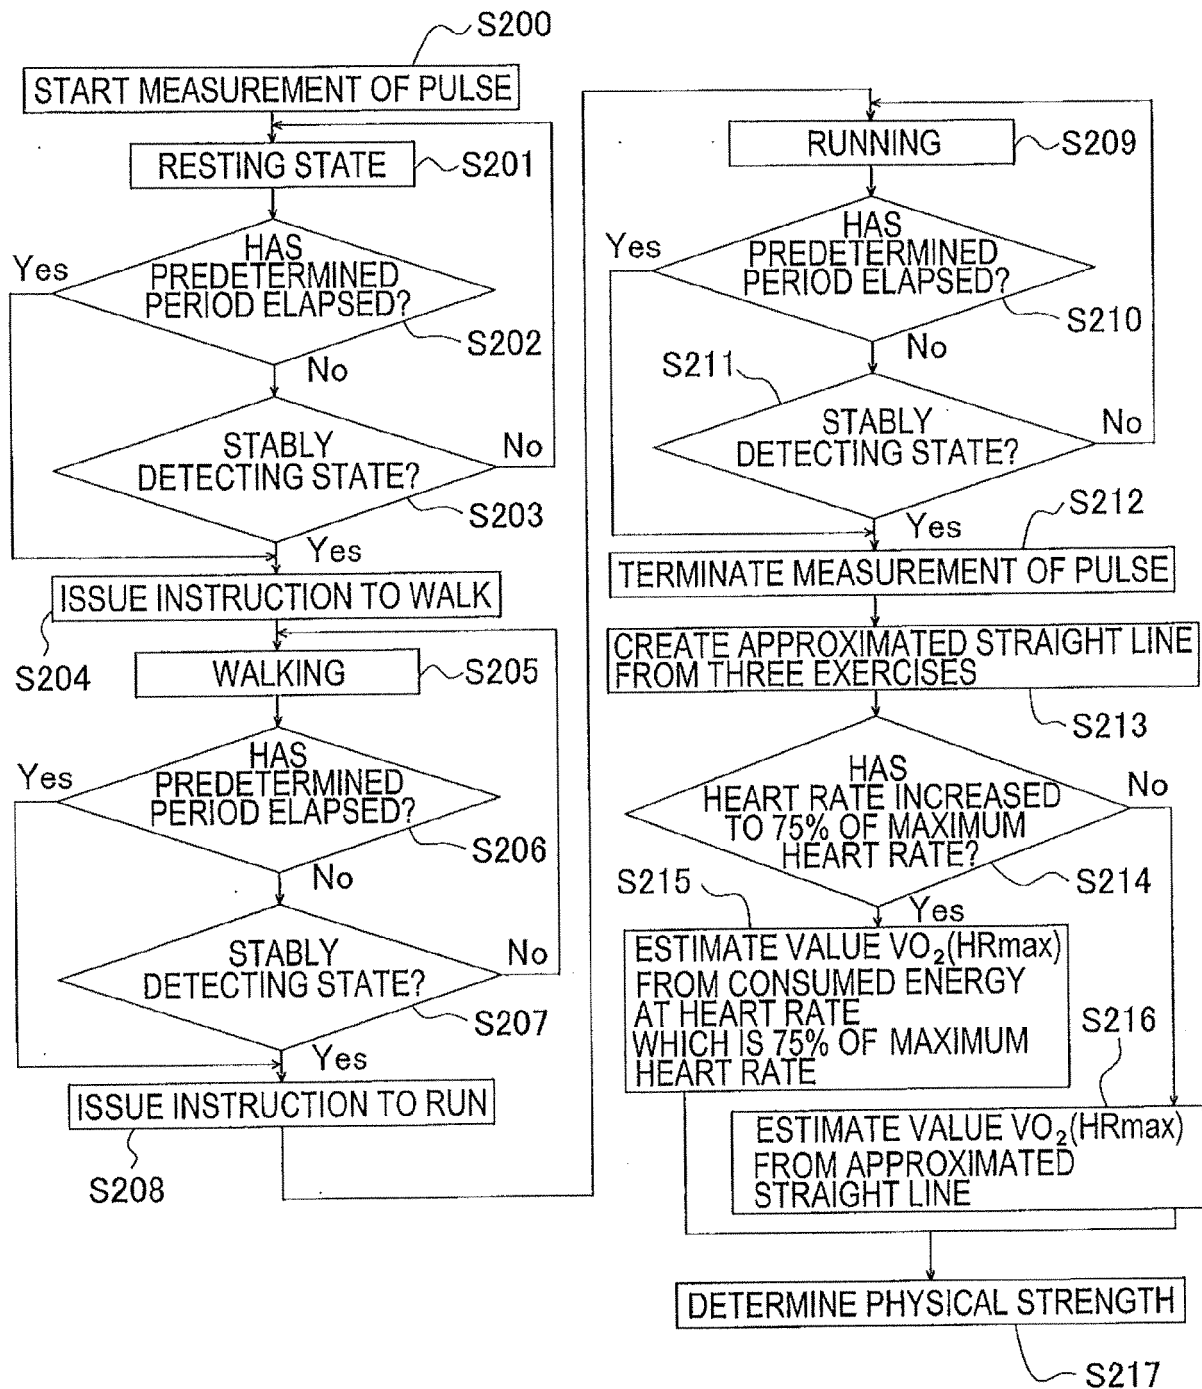 S200
START MEASUREMENT OF PULSE
RESTING STATE
S201
HAS
PREDETERMINED
PERIOD ELAPSED?
Yes
S202
No
STABLY
DETECTING STATE?
No
S203
Yes
ISSUE INSTRUCTION TO WALK
S204
WALKING
S205
HAS
PREDETERMINED
PERIOD ELAPSED?
Yes
S206
No
STABLY
DETECTING STATE?
No
S207
Yes
ISSUE INSTRUCTION TO RUN
S208
RUNNING
S209
HAS
PREDETERMINED
PERIOD ELAPSED?
Yes
S210
No
S211
STABLY
DETECTING STATE?
No
S212
Yes
TERMINATE MEASUREMENT OF PULSE
CREATE APPROXIMATED STRAIGHT LINE
FROM THREE EXERCISES
S213
HAS
HEART RATE INCREASED
TO 75% OF MAXIMUM
HEART RATE?
No
S214
S215
Yes
ESTIMATE VALUE VO₂(HRmax)
FROM CONSUMED ENERGY
AT HEART RATE
WHICH IS 75% OF MAXIMUM
HEART RATE
S216
ESTIMATE VALUE VO₂(HRmax)
FROM APPROXIMATED
STRAIGHT LINE
DETERMINE PHYSICAL STRENGTH
S217